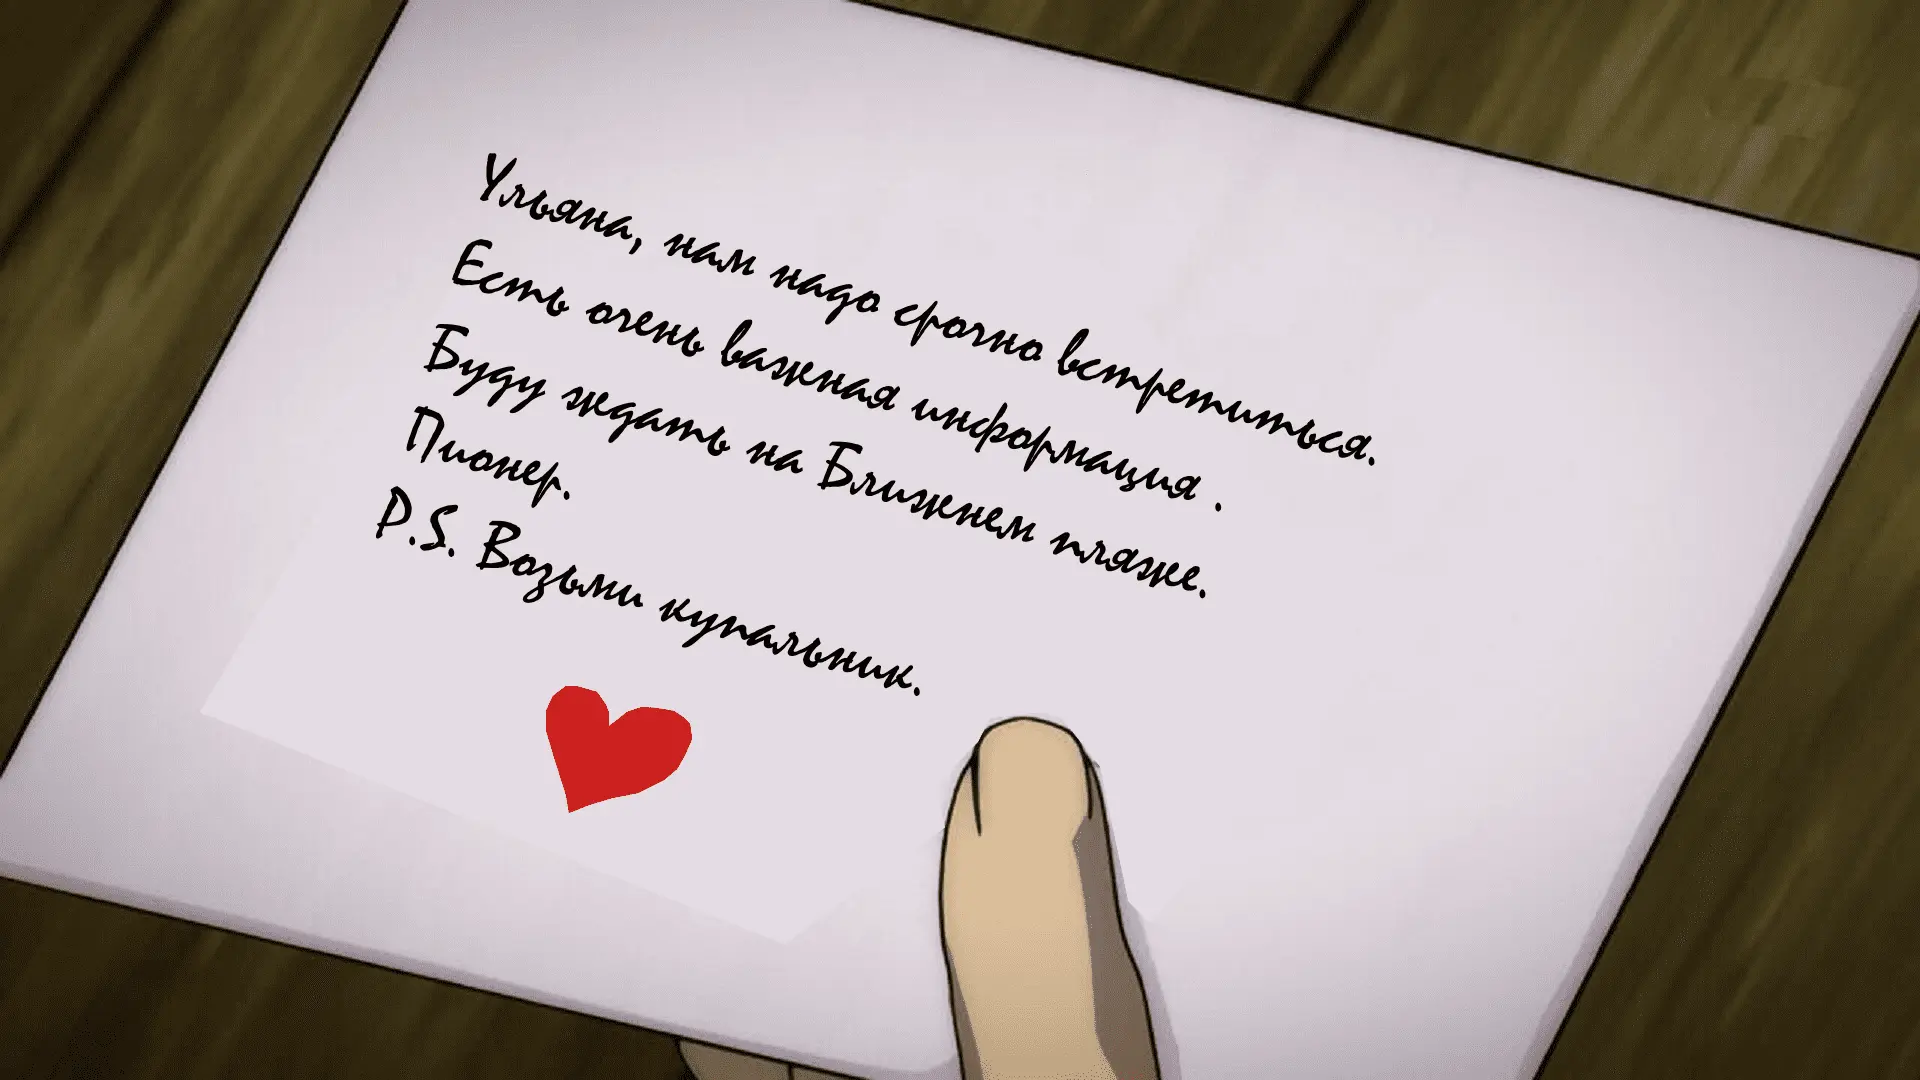 Ульяна, нам надо срочно встретиться.
Есть очень важная информация .
Буду ждать на Ближнем пляже.
Пионер.
P.S. Возьми купальник.